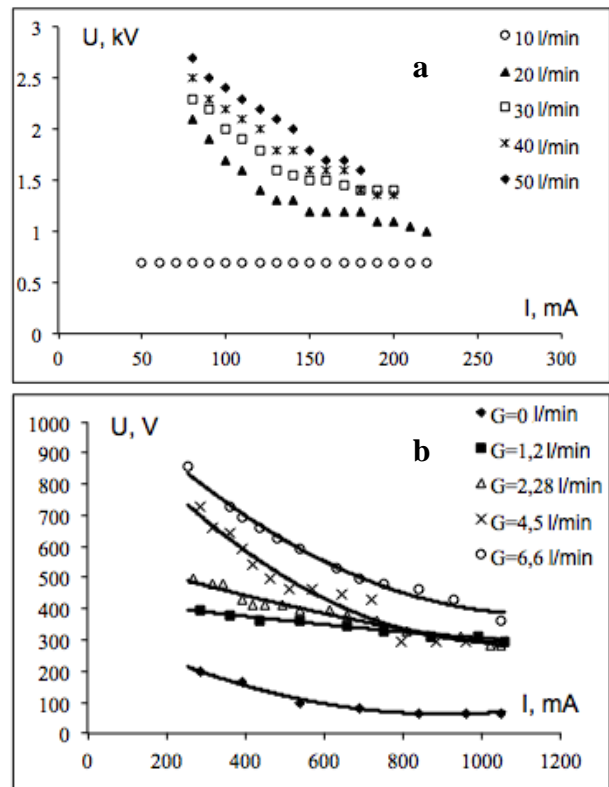 U, kV
a
3
2.5
2
1.5
1
0.5
0
10 l/min
20 l/min
30 l/min
40 l/min
50 l/min
I, mA
0 50 100 150 200 250 300
U, V
b
1000
900
800
700
600
500
400
300
200
100
0
G=0 l/min
G=1,2 l/min
G=2,28 l/min
G=4,5 l/min
G=6,6 l/min
I, mA
0 200 400 600 800 1000 1200